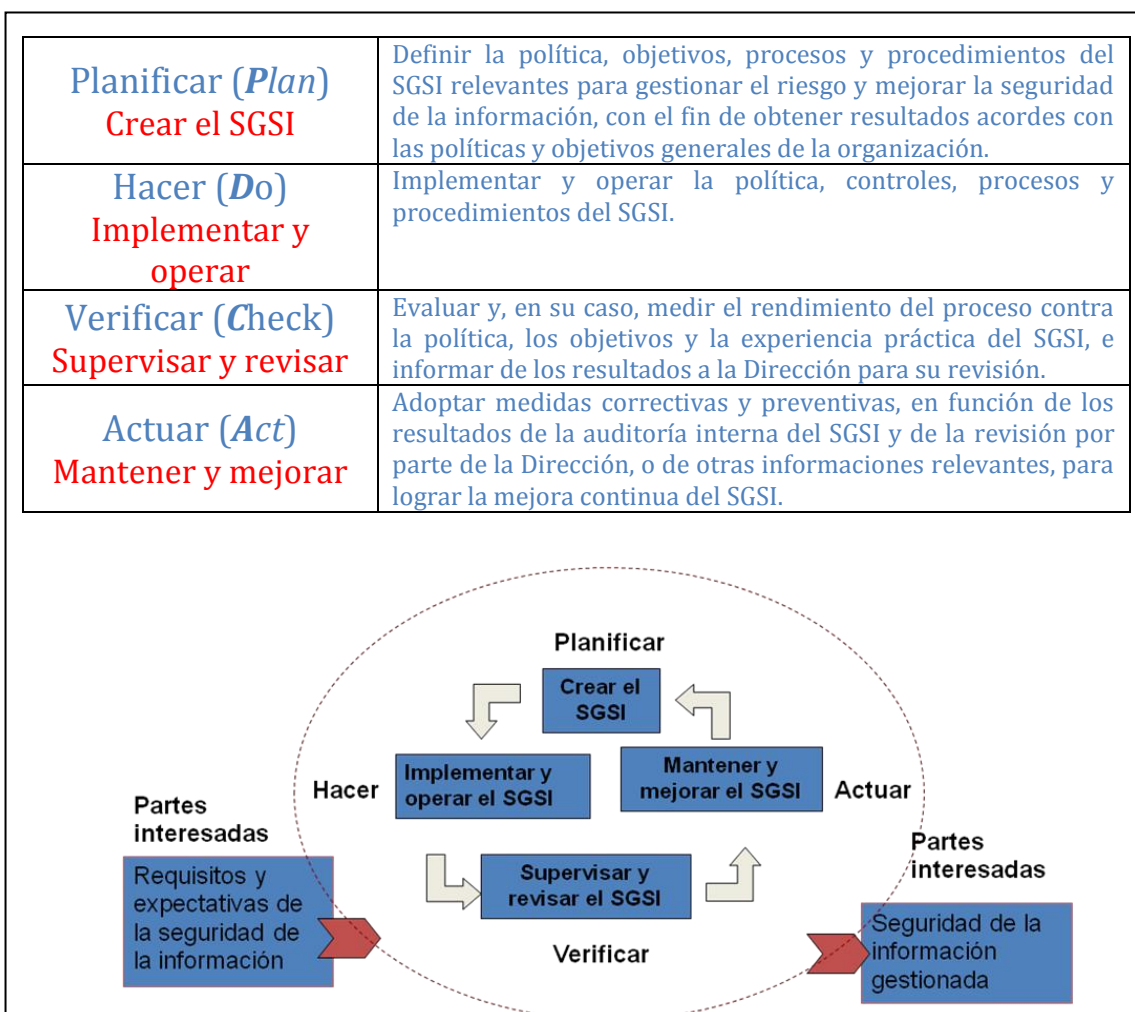 Planificar (Plan)
Crear el SGSI
Definir la política, objetivos, procesos y procedimientos del
SGSI relevantes para gestionar el riesgo y mejorar la seguridad
de la información, con el fin de obtener resultados acordes con
las políticas y objetivos generales de la organización.
Hacer (Do)
Implementar y
operar
Implementar y operar la política, controles, procesos y
procedimientos del SGSI.
Verificar (Check)
Supervisar y revisar
Evaluar y, en su caso, medir el rendimiento del proceso contra
la política, los objetivos y la experiencia práctica del SGSI, e
informar de los resultados a la Dirección para su revisión.
Actuar (Act)
Mantener y mejorar
Adoptar medidas correctivas y preventivas, en función de los
resultados de la auditoría interna del SGSI y de la revisión por
parte de la Dirección, o de otras informaciones relevantes, para
lograr la mejora continua del SGSI.
Planificar
Crear el
SGSI
Hacer
Implementar y
operar el SGSI
Mantener y
mejorar el SGSI
Actuar
Partes
interesadas
Requisitos y
expectativas de
la seguridad de
la información
Supervisar y
revisar el SGSI
Verificar
Partes
interesadas
Seguridad de la
información
gestionada